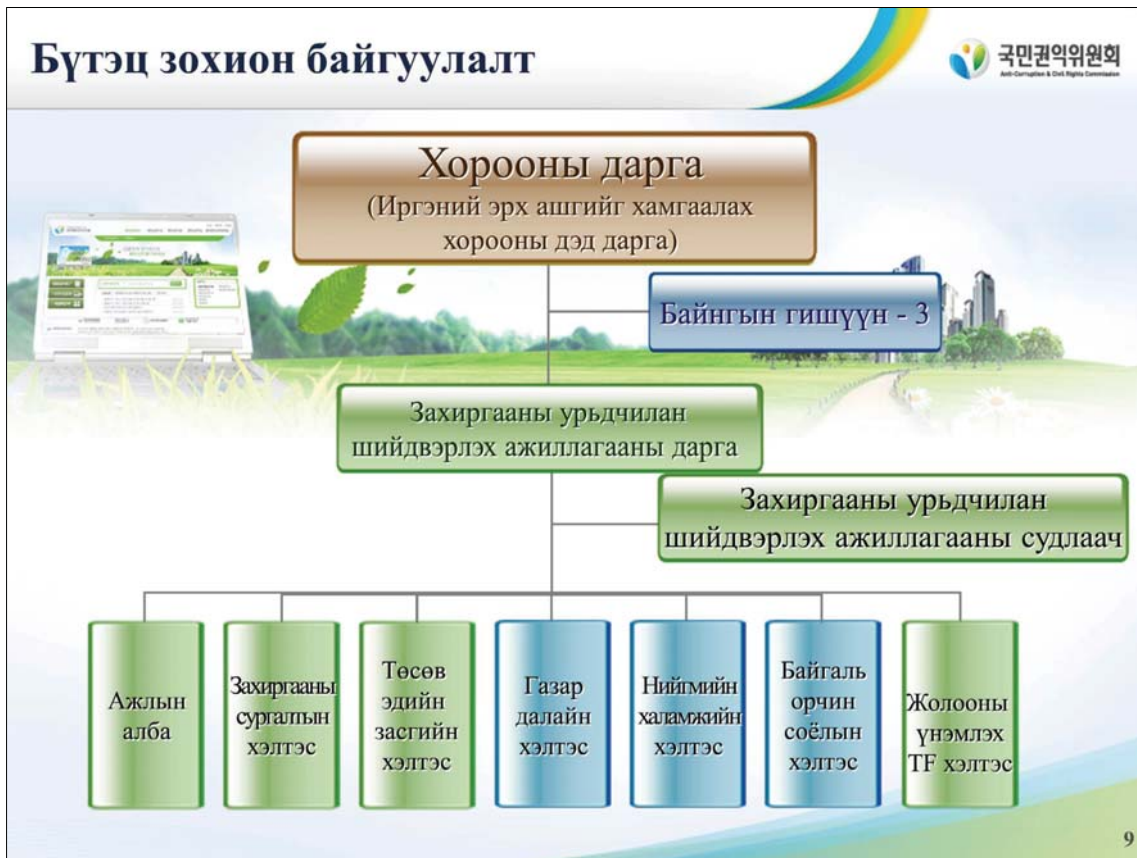 Бүтэц зохион байгуулалт
국민권익위원회
Anti-Corruption & Civil Rights Commission
Хорооны дарга
(Иргэний эрх ашгийг хамгаалах
хорооны дэд дарга)
Байнгын гишүүн - 3
Захиргааны урьдчилан
шийдвэрлэх ажиллагааны дарга
Захиргааны урьдчилан
шийдвэрлэх ажиллагааны судлаач
Ажлын
алба
Захиргааны
сургалтын
хэлтэс
Төсөв
эдийн
засгийн
хэлтэс
Газар
далайн
хэлтэс
Нийгмийн
халамжийн
хэлтэс
Байгаль
орчин
соёлын
хэлтэс
Жолооны
үнэмлэх
TF хэлтэс
9